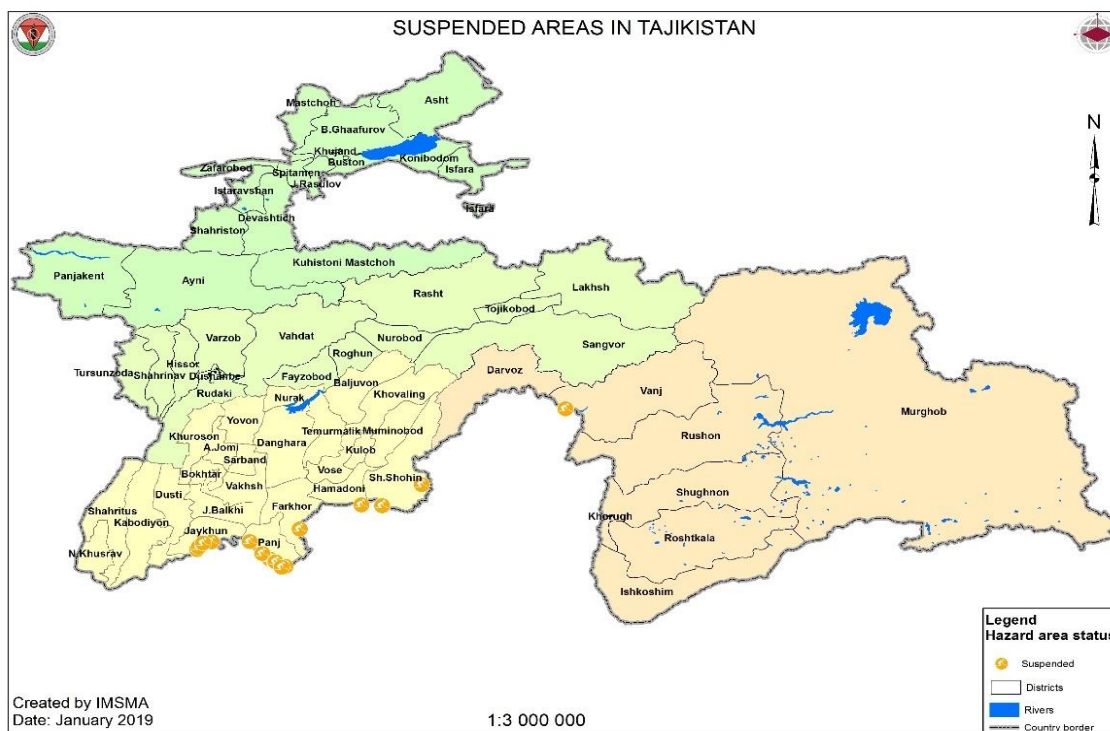 SUSPENDED AREAS IN TAJIKISTAN
N
Asht
Mastchoh
B.Ghaafurov
Khujand
Konibodom
Buston
Isfara
Zafarobod
Spitamen
J.Rasulov
Istaravshan
Isfara
Devashtich
Shahriston
Kuhistoni Mastchoh
Panjakent
Ayni
Lakhsh
Rasht
Tojikobod
Varzob
Vahdat
Nurobod
Sangvor
Roghun
Hissor
Tursunzoda
Shahrinav
Dushanbe
Fayzobod
Darvoz
Baljuvon
Rudaki
Nurak
Khovaling
Vanj
Murghob
Yovon
Temurmalik
Muminobod
Rushon
Khuroson
Danghara
A.Jomi
Kulob
Sarband
Bokhtar
Vose
Sh.Shohin
Vakhsh
Hamadoni
Dusti
Shughnon
Farkhor
Shahritus
J.Balkhi
Khorugh
Kabodiyon
Jaykhun
Panj
Roshtkala
N.Khusrav
Ishkoshim
Legend
Hazard area status
Suspended
Districts
Rivers
Country border
Created by IMSMA
Date: January 2019
1:3 000 000